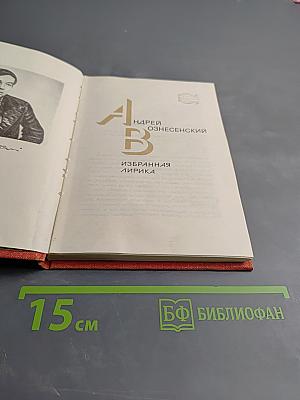 АНДРЕЙ
ВОЗНЕСЕНСКИЙ
ИЗБРАННАЯ
ЛИРИКА
15 см
БФ БИБЛИОФАН